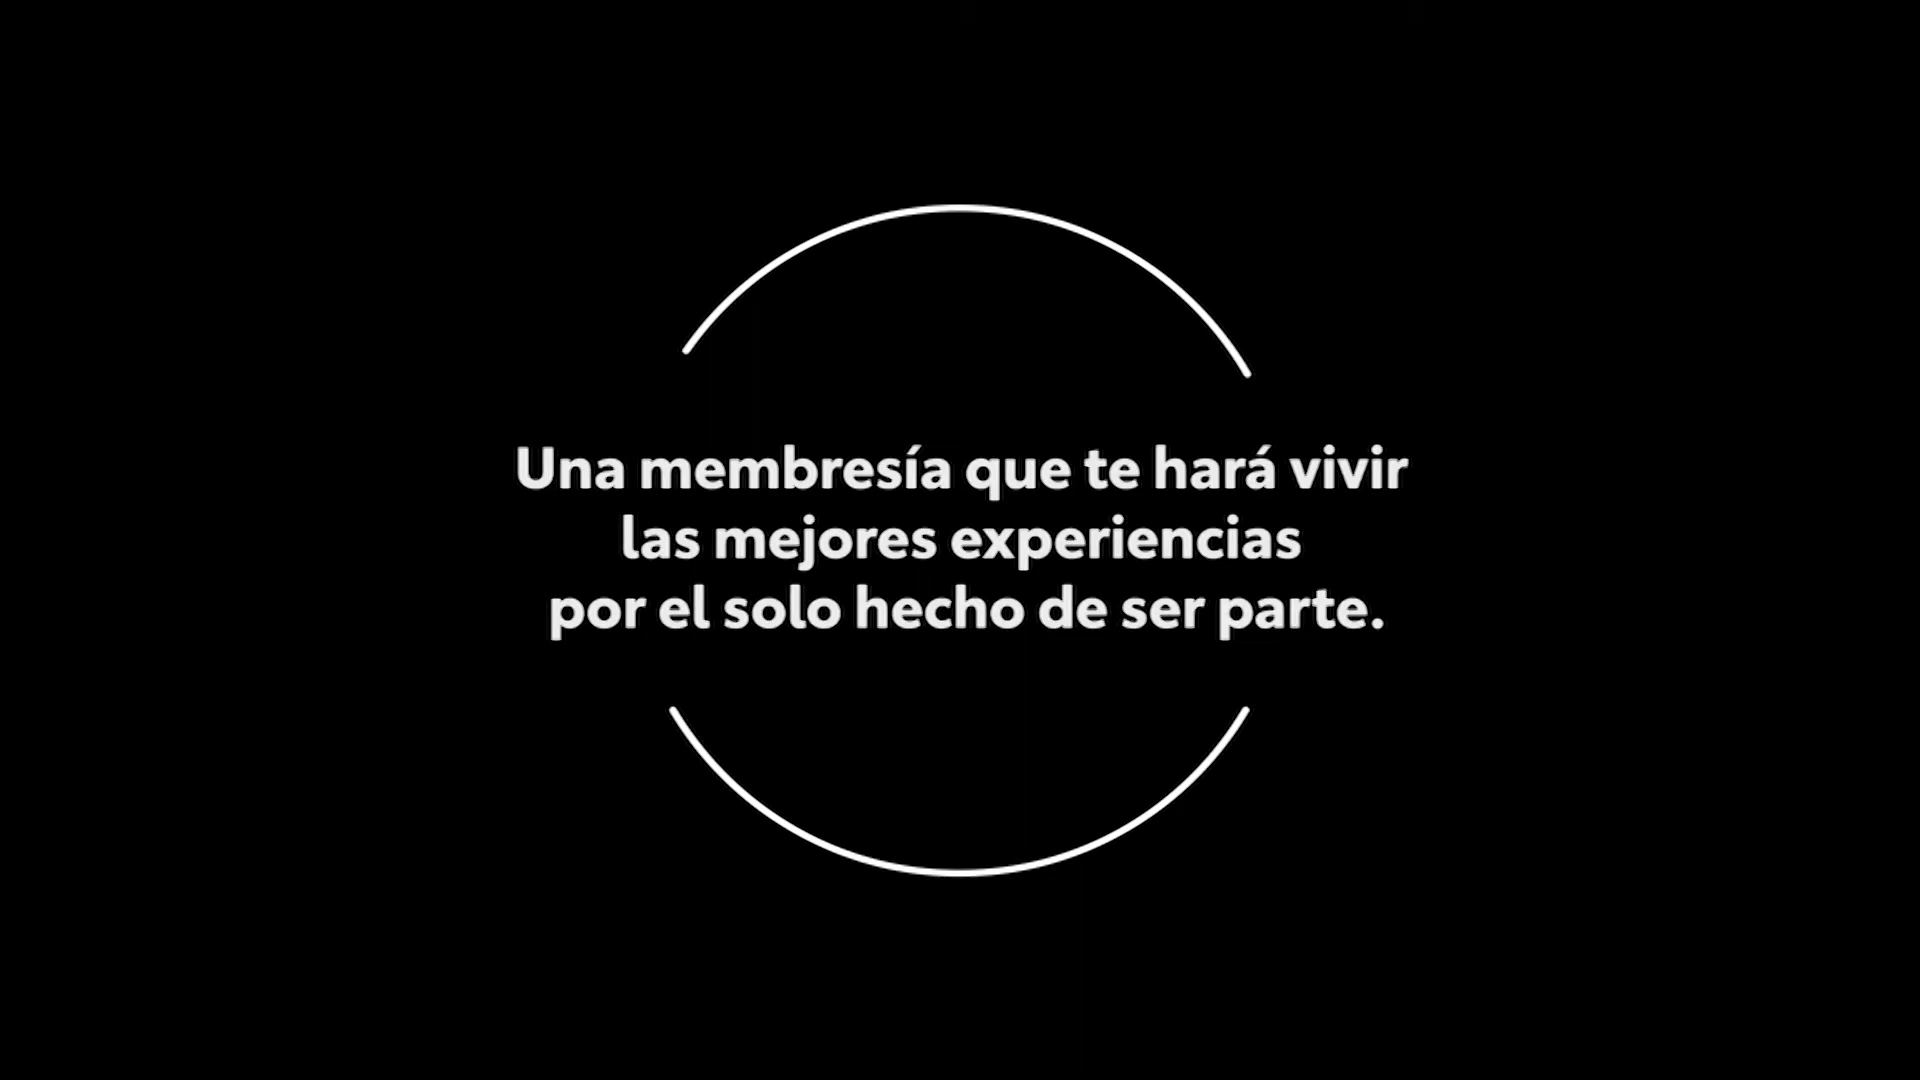 Una membresía que te hará vivir
las mejores experiencias
por el solo hecho de ser parte.